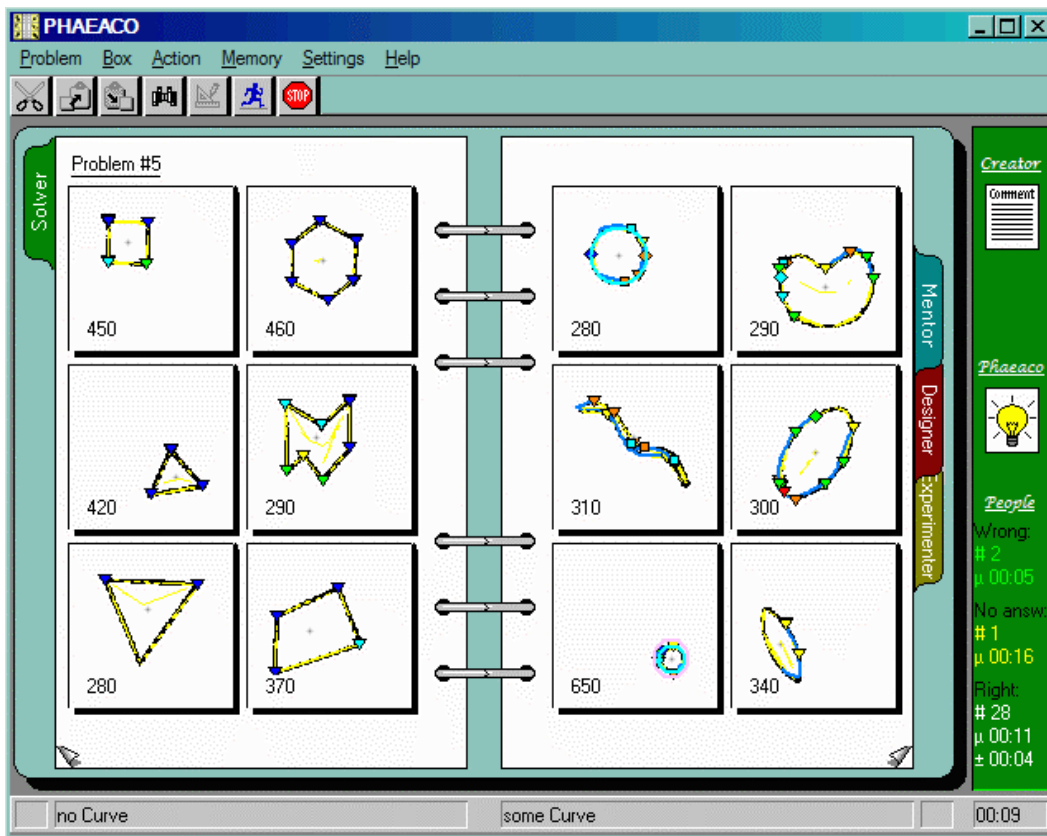 PHAEACO
Problem Box Action Memory Settings Help
STOP
Solver
Problem #5
450
460
420
290
280
370
280
290
310
300
650
340
Mentor
Designer
Experimenter
Creator
Comment
Phaeaco
People
Wrong:
# 2
µ 00:05
No answ:
# 1
µ 00:16
Right:
# 28
µ 00:11
± 00:04
no Curve
some Curve
00:09